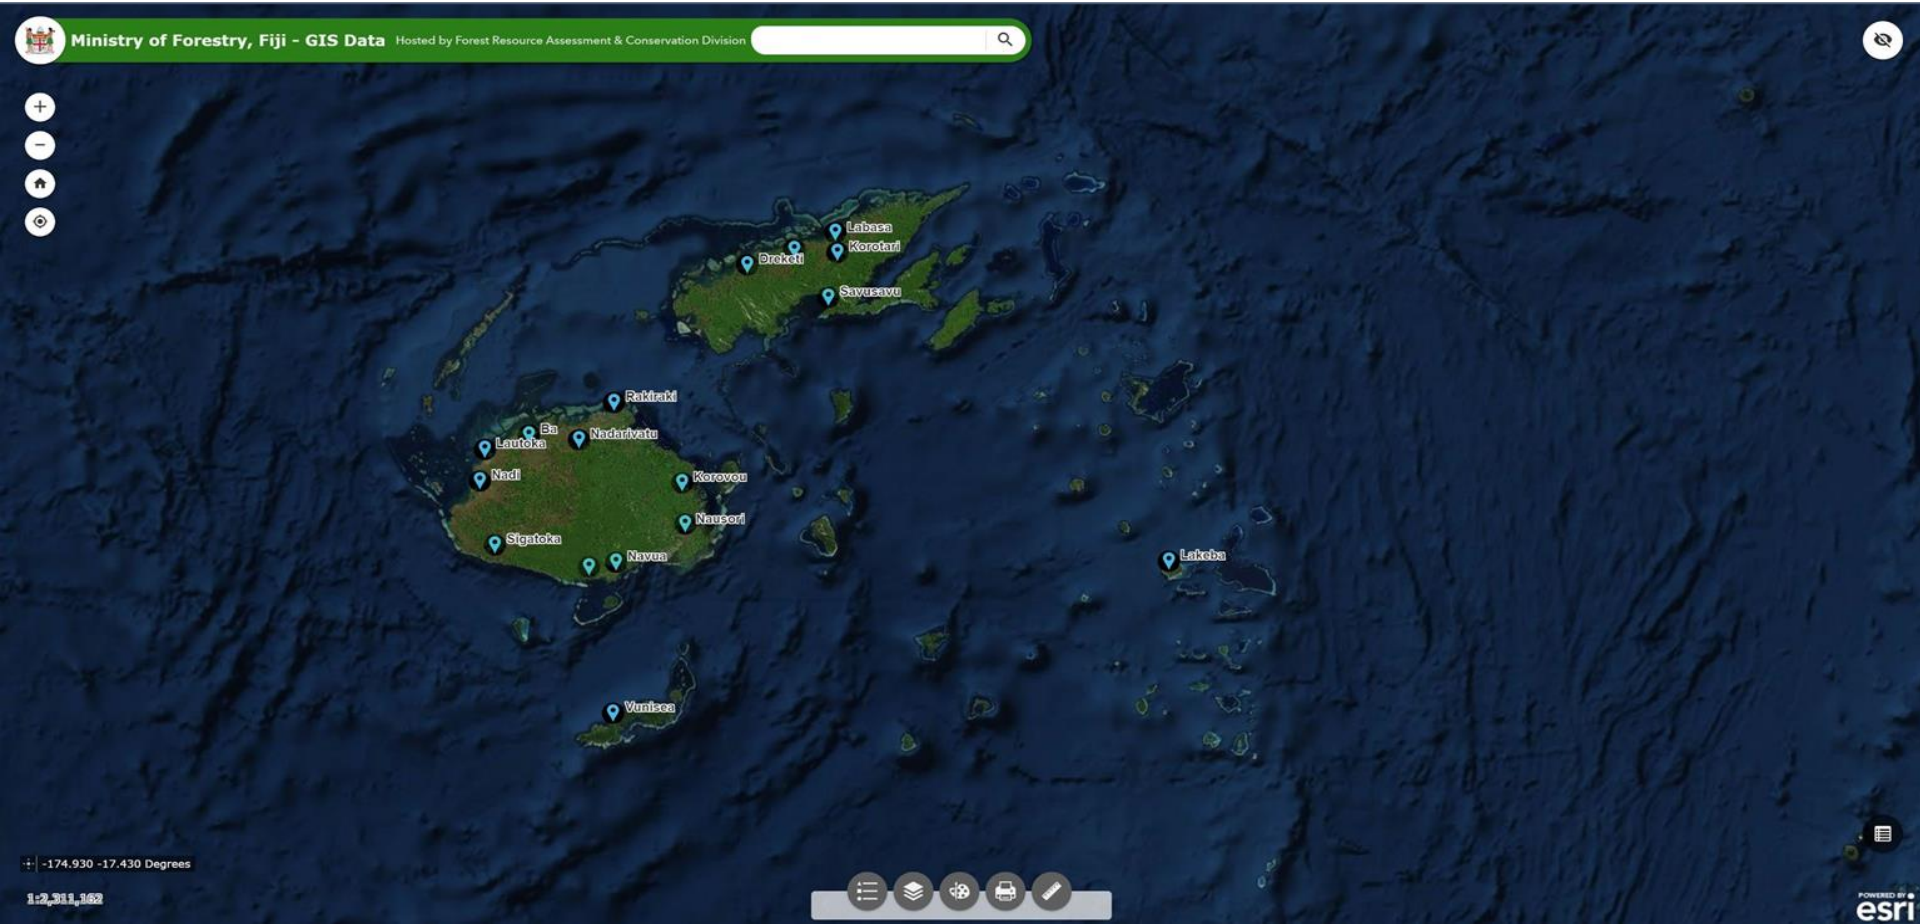 Ministry of Forestry, Fiji - GIS Data Hosted by Forest Resource Assessment & Conservation Division
Labasa
Korotari
Dreketi
Savusavu
Rakiraki
Ba
Nadarivatu
Lautoka
Nadi
Korovou
Nausori
Sigatoka
Navua
Lakeba
Vunisea
-174.930 -17.430 Degrees
1:2,311,162
POWERED BY
esri